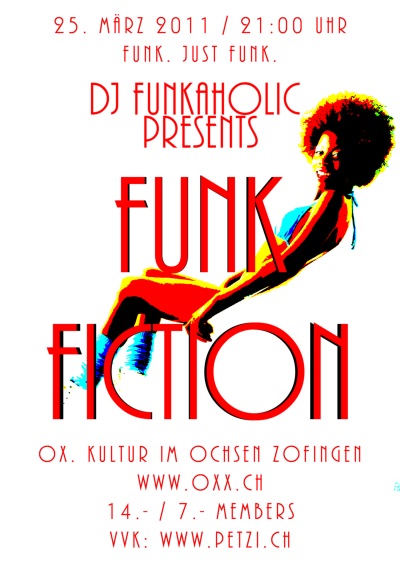 25. MÄRZ 2011 / 21:00 UHR
FUNK. JUST FUNK.
DJ FUNKAHOLIC
PRESENTS
FUNK
FICTION
OX. KULTUR IM OCHSEN ZOFINGEN
WWW.OXX.CH
14.- / 7.- MEMBERS
VVK: WWW.PETZI.CH